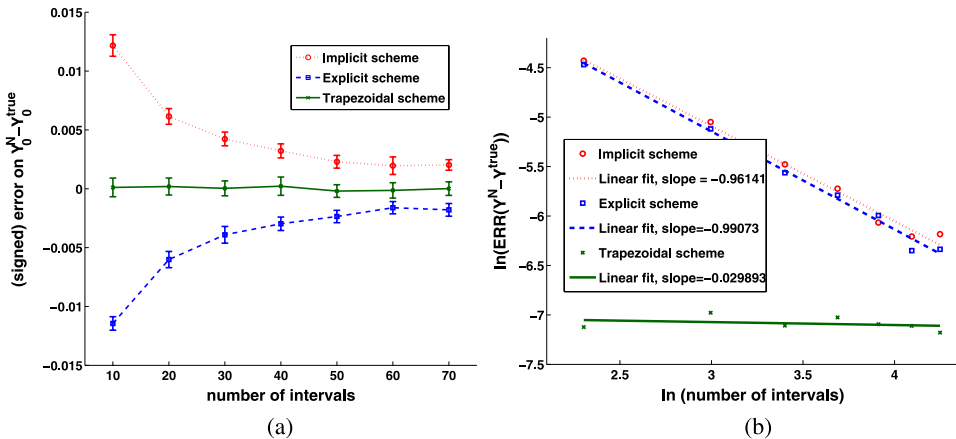 0.015
0.01
0.005
0
−0.005
−0.01
−0.015
(signed) error on Y₀ᴺ−Y₀ᵗʳᵘᵉ
Implicit scheme
Explicit scheme
Trapezoidal scheme
10 20 30 40 50 60 70
number of intervals
(a)
−4.5
−5
−5.5
−6
−6.5
−7
−7.5
ln(ERR(Yᴺ−Yᵗʳᵘᵉ))
Implicit scheme
Linear fit, slope = −0.96141
Explicit scheme
Linear fit, slope=−0.99073
Trapezoidal scheme
Linear fit, slope=−0.029893
2.5 3 3.5 4
ln (number of intervals)
(b)